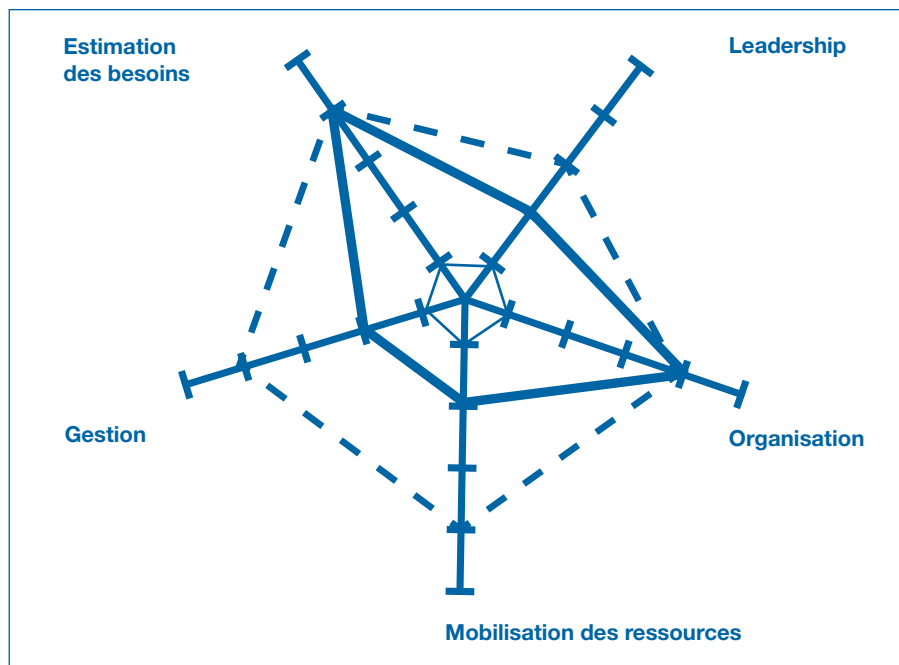 Estimation
des besoins
Leadership
Gestion
Organisation
Mobilisation des ressources